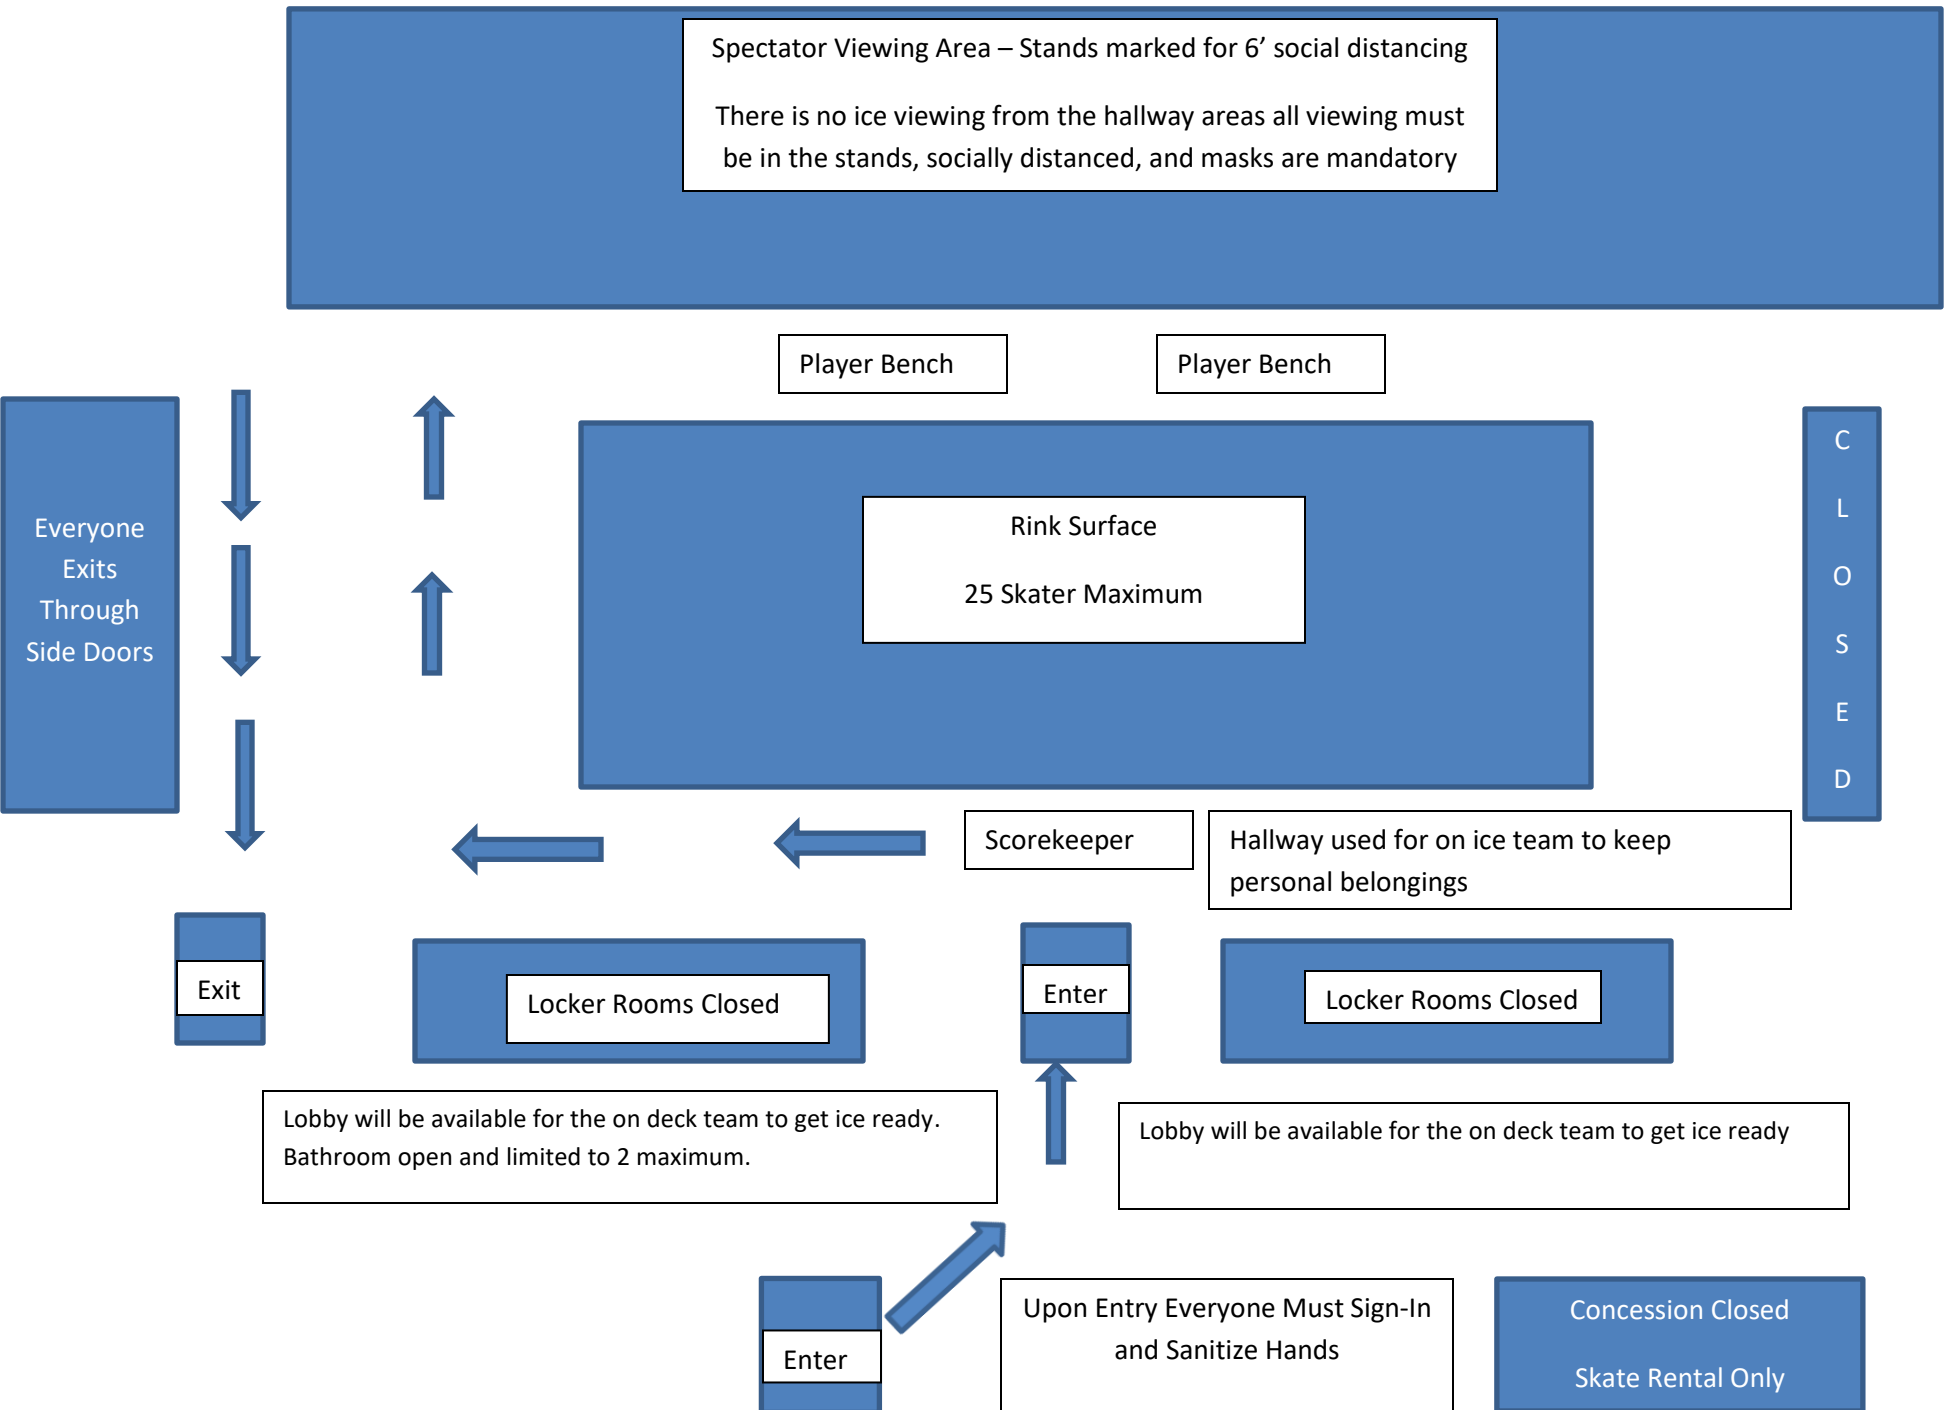 Spectator Viewing Area – Stands marked for 6’ social distancing
There is no ice viewing from the hallway areas all viewing must
be in the stands, socially distanced, and masks are mandatory
Player Bench
Player Bench
Everyone
Exits
Through
Side Doors
Rink Surface
25 Skater Maximum
C
L
O
S
E
D
Scorekeeper
Hallway used for on ice team to keep
personal belongings
Exit
Locker Rooms Closed
Enter
Locker Rooms Closed
Lobby will be available for the on deck team to get ice ready.
Bathroom open and limited to 2 maximum.
Lobby will be available for the on deck team to get ice ready
Enter
Upon Entry Everyone Must Sign-In
and Sanitize Hands
Concession Closed
Skate Rental Only